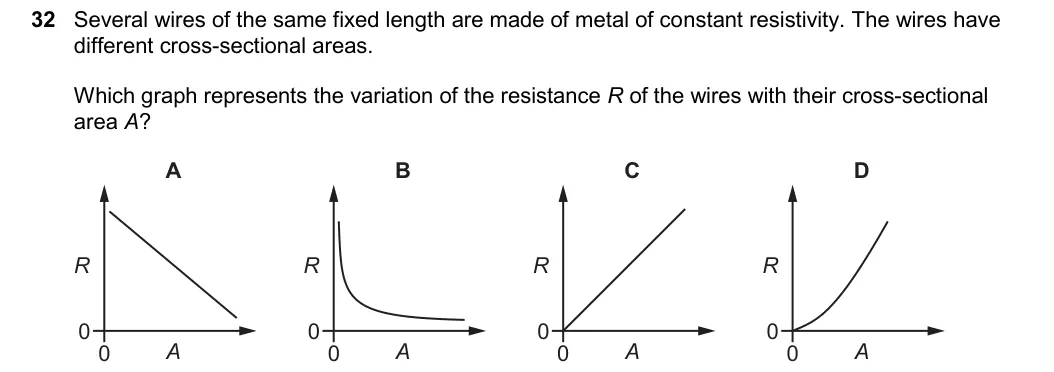 32 Several wires of the same fixed length are made of metal of constant resistivity. The wires have
different cross-sectional areas.
Which graph represents the variation of the resistance R of the wires with their cross-sectional
area A?
A B C D
R R R R
0 0 0 0
0 A 0 A 0 A 0 A